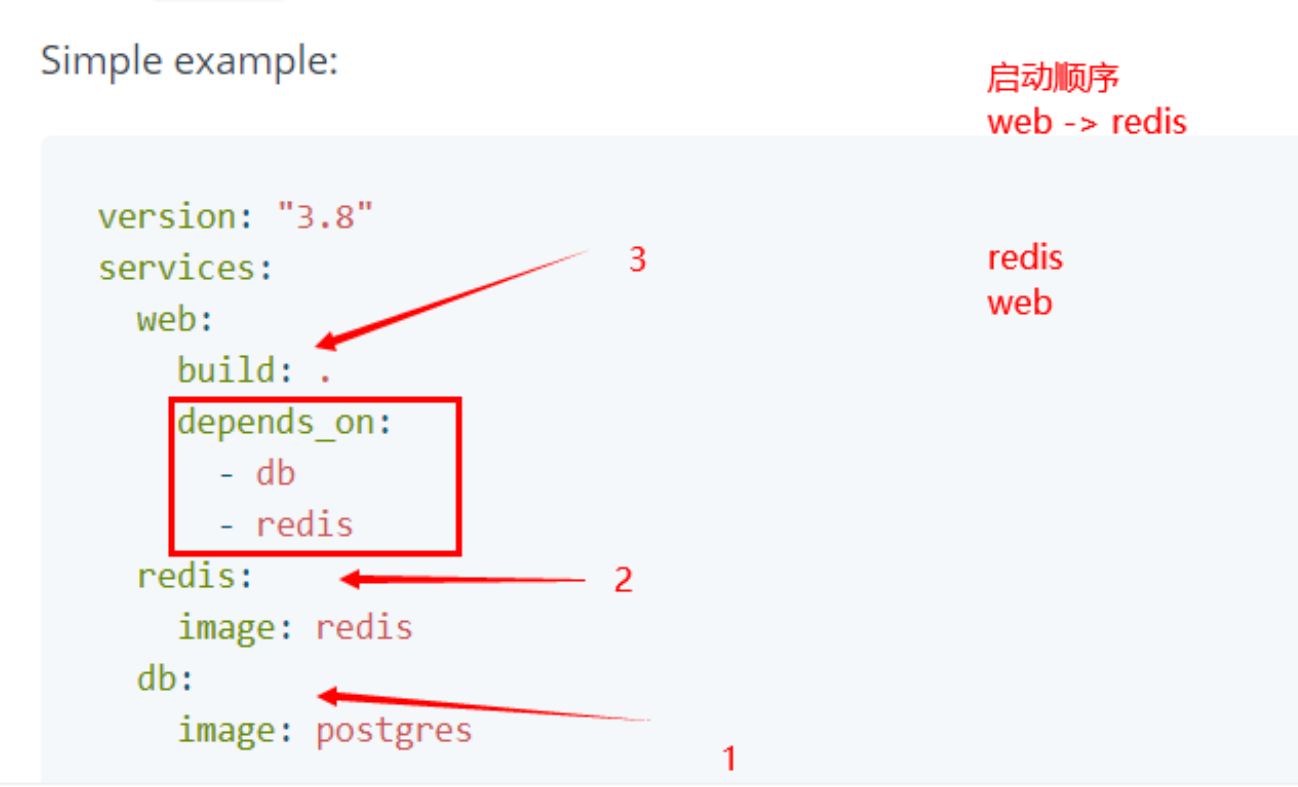 Simple example:
启动顺序
web -> redis
version: "3.8"
services:
3
redis
web:
web
build: .
depends_on:
- db
- redis
redis:
2
image: redis
db:
image: postgres
1